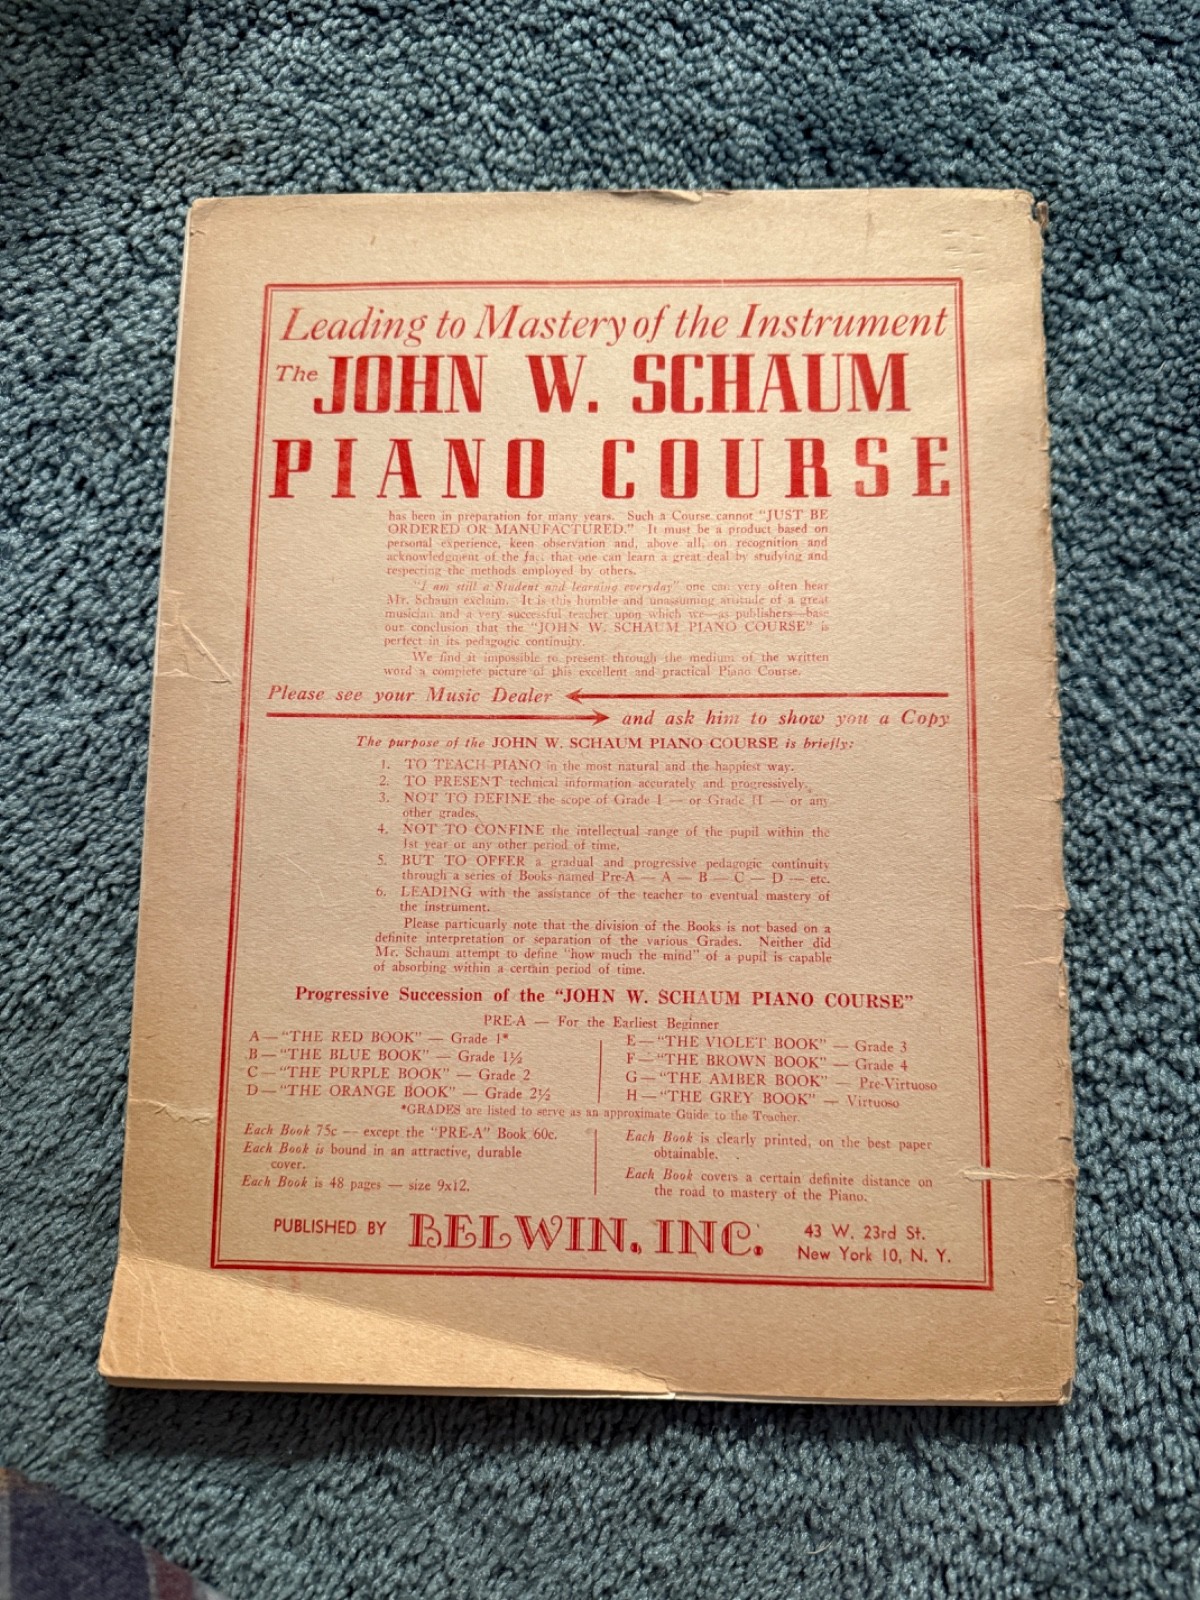 Leading to Mastery of the Instrument
The JOHN W. SCHAUM
PIANO COURSE
has been in preparation for many years. Such a Course cannot "JUST BE
ORDERED OR MANUFACTURED." It must be a product based on
personal experience, keen observation and, above all, on recognition and
acknowledgment of the fact that one can learn a great deal by studying and
respecting the methods employed by others.
"I am still a Student and learning everyday" one can very often hear
Mr. Schaum exclaim. It is this humble and unassuming attitude of a great
musician and a very successful teacher upon which we—as publishers—base
our conclusion that the "JOHN W. SCHAUM PIANO COURSE" is
perfect in its pedagogic continuity.
We find it impossible to present through the medium of the written
word a complete picture of this excellent and practical Piano Course.
Please see your Music Dealer
and ask him to show you a Copy
The purpose of the JOHN W. SCHAUM PIANO COURSE is briefly:
1. TO TEACH PIANO in the most natural and the happiest way.
2. TO PRESENT technical information accurately and progressively.
3. NOT TO DEFINE the scope of Grade I — or Grade II — or any
other grades.
4. NOT TO CONFINE the intellectual range of the pupil within the
1st year or any other period of time.
5. BUT TO OFFER a gradual and progressive pedagogic continuity
through a series of Books named Pre-A — A — B — C — D — etc.
6. LEADING with the assistance of the teacher to eventual mastery of
the instrument.
Please particuarly note that the division of the Books is not based on a
definite interpretation or separation of the various Grades. Neither did
Mr. Schaum attempt to define "how much the mind" of a pupil is capable
of absorbing within a certain period of time.
Progressive Succession of the "JOHN W. SCHAUM PIANO COURSE"
PRE-A — For the Earliest Beginner
A — "THE RED BOOK" — Grade 1*
B — "THE BLUE BOOK" — Grade 1½
C — "THE PURPLE BOOK" — Grade 2
D — "THE ORANGE BOOK" — Grade 2½
E — "THE VIOLET BOOK" — Grade 3
F — "THE BROWN BOOK" — Grade 4
G — "THE AMBER BOOK" — Pre-Virtuoso
H — "THE GREY BOOK" — Virtuoso
*GRADES are listed to serve as an approximate Guide to the Teacher.
Each Book 75c — except the "PRE-A" Book 60c.
Each Book is bound in an attractive, durable
cover.
Each Book is 48 pages — size 9x12.
Each Book is clearly printed, on the best paper
obtainable.
Each Book covers a certain definite distance on
the road to mastery of the Piano.
PUBLISHED BY BELWIN, INC. 43 W. 23rd St.
New York 10, N. Y.